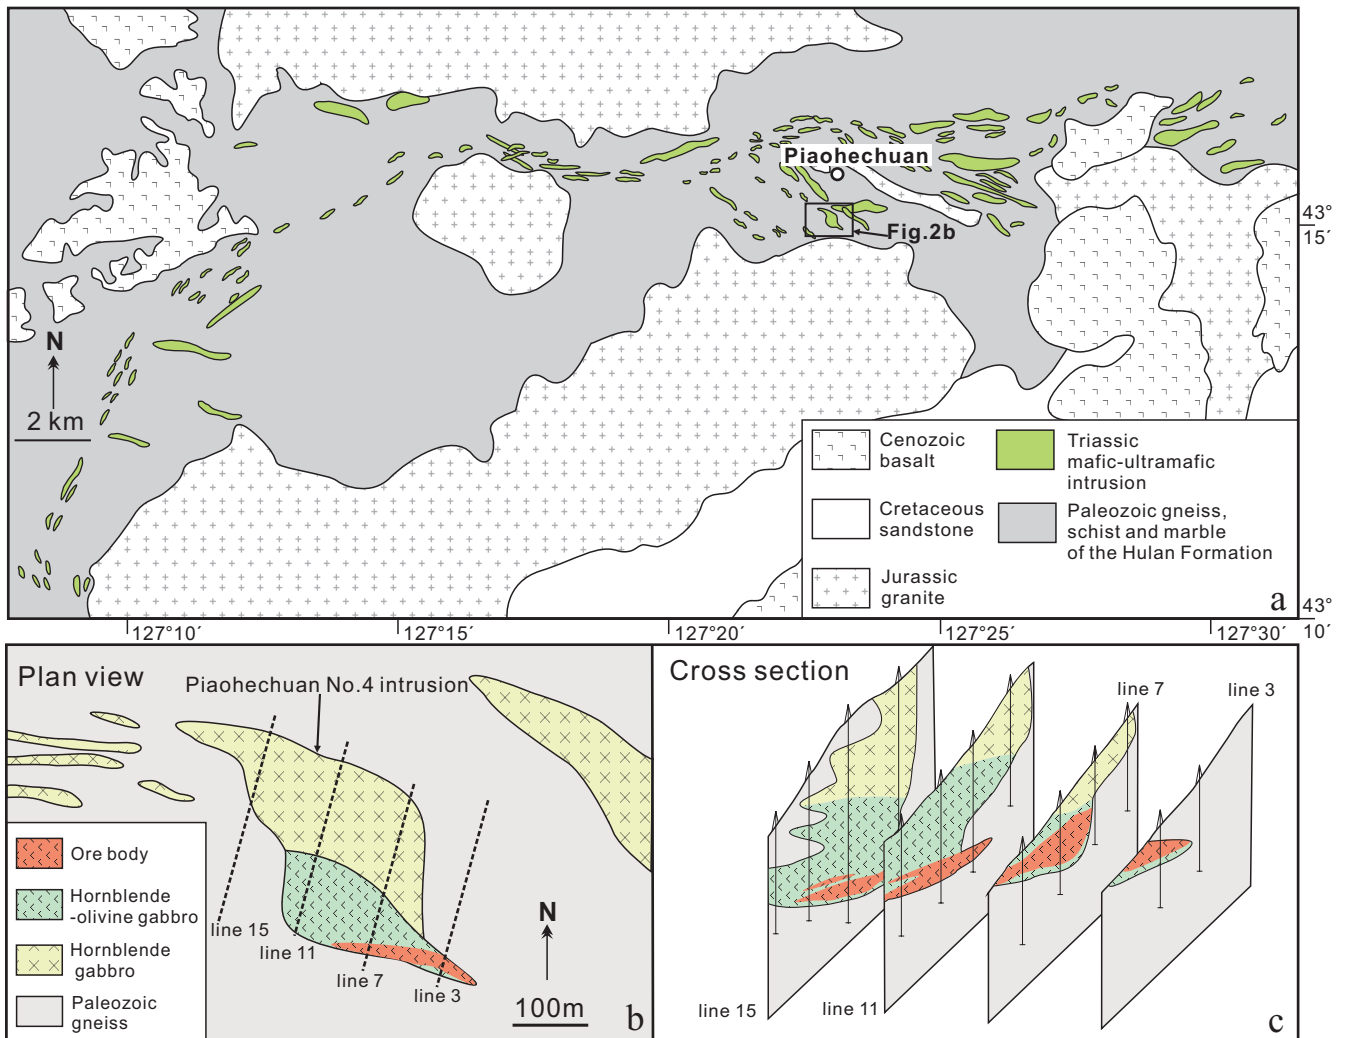 Piaohechuan
Fig.2b
43°
15′
N
2 km
Cenozoic
basalt
Triassic
mafic-ultramafic
intrusion
Cretaceous
sandstone
Paleozoic gneiss,
schist and marble
of the Hulan Formation
Jurassic
granite
a
43°
10′
127°10′
127°15′
127°20′
127°25′
127°30′
Plan view
Piaohechuan No.4 intrusion
Ore body
Hornblende
-olivine gabbro
Hornblende
gabbro
Paleozoic
gneiss
line 15
line 11
line 7
line 3
N
100m
b
Cross section
line 7
line 3
line 15
line 11
c